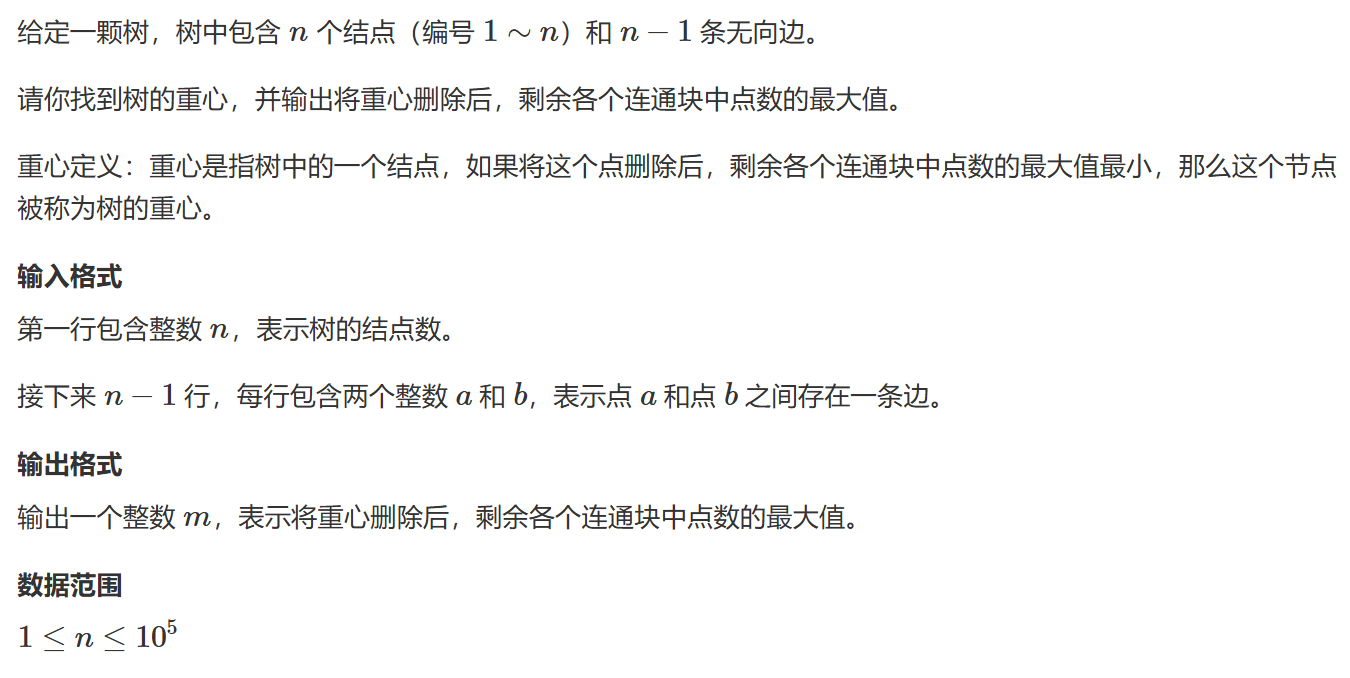 给定一颗树，树中包含 n 个结点（编号 1 ∼ n）和 n − 1 条无向边。
请你找到树的重心，并输出将重心删除后，剩余各个连通块中点数的最大值。
重心定义：重心是指树中的一个结点，如果将这个点删除后，剩余各个连通块中点数的最大值最小，那么这个节点
被称为树的重心。
输入格式
第一行包含整数 n，表示树的结点数。
接下来 n − 1 行，每行包含两个整数 a 和 b，表示点 a 和点 b 之间存在一条边。
输出格式
输出一个整数 m，表示将重心删除后，剩余各个连通块中点数的最大值。
数据范围
1 ≤ n ≤ 10⁵